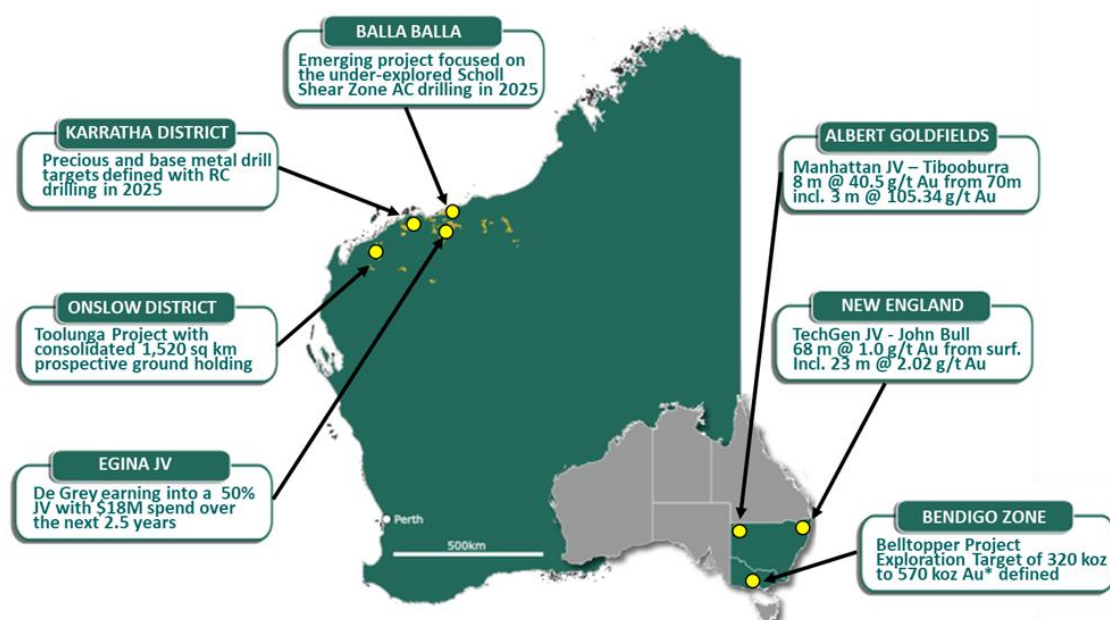 BALLA BALLA
Emerging project focused on
the under-explored Scholl
Shear Zone AC drilling in 2025
KARRATHA DISTRICT
Precious and base metal drill
targets defined with RC
drilling in 2025
ALBERT GOLDFIELDS
Manhattan JV – Tibooburra
8 m @ 40.5 g/t Au from 70m
incl. 3 m @ 105.34 g/t Au
ONSLOW DISTRICT
Toolunga Project with
consolidated 1,520 sq km
prospective ground holding
NEW ENGLAND
TechGen JV - John Bull
68 m @ 1.0 g/t Au from surf.
Incl. 23 m @ 2.02 g/t Au
EGINA JV
De Grey earning into a 50%
JV with $18M spend over
the next 2.5 years
Perth
500km
BENDIGO ZONE
Belltopper Project
Exploration Target of 320 koz
to 570 koz Au* defined